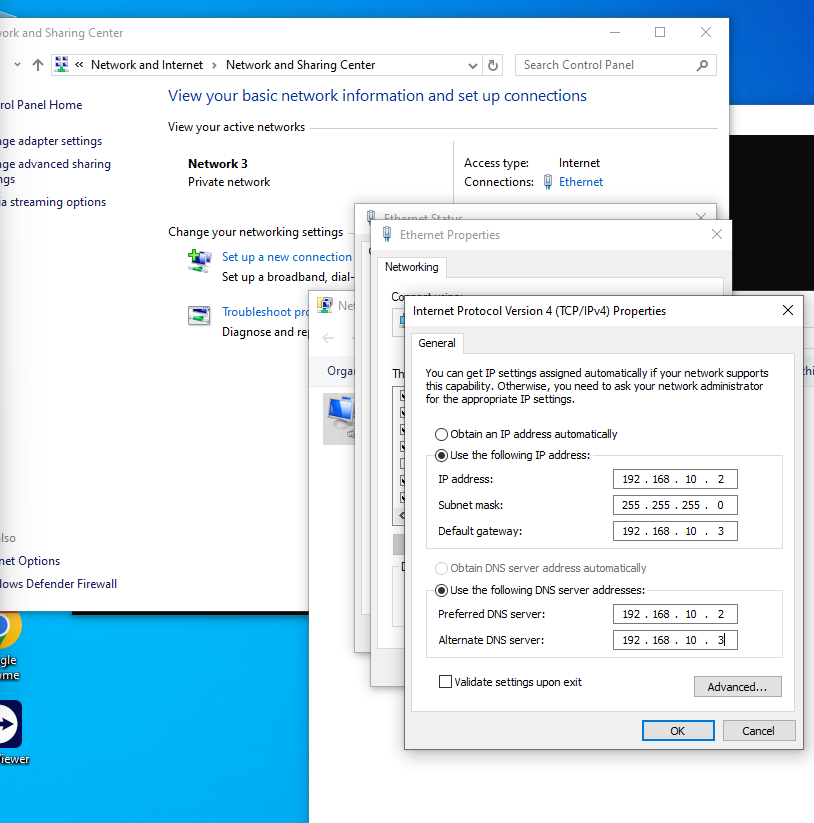 ork and Sharing Center
Network and Internet
Network and Sharing Center
Search Control Panel
rol Panel Home
nge adapter settings
nge advanced sharing
ngs
ia streaming options
View your basic network information and set up connections
View your active networks
Network 3
Private network
Access type:
Internet
Connections:
Ethernet
Change your networking settings
Set up a new connection
Set up a broadband, dial-
Troubleshoot pro
Diagnose and rep
lso
net Options
dows Defender Firewall
Ethernet Status
Ethernet Properties
Networking
Connect using:
Th
Net
Organ
Internet Protocol Version 4 (TCP/IPv4) Properties
General
You can get IP settings assigned automatically if your network supports
this capability. Otherwise, you need to ask your network administrator
for the appropriate IP settings.
Obtain an IP address automatically
Use the following IP address:
IP address:
192 . 168 . 10 . 2
Subnet mask:
255 . 255 . 255 . 0
Default gateway:
192 . 168 . 10 . 3
Obtain DNS server address automatically
Use the following DNS server addresses:
Preferred DNS server:
192 . 168 . 10 . 2
Alternate DNS server:
192 . 168 . 10 . 3
Validate settings upon exit
Advanced...
OK
Cancel
gle
ome
iewer